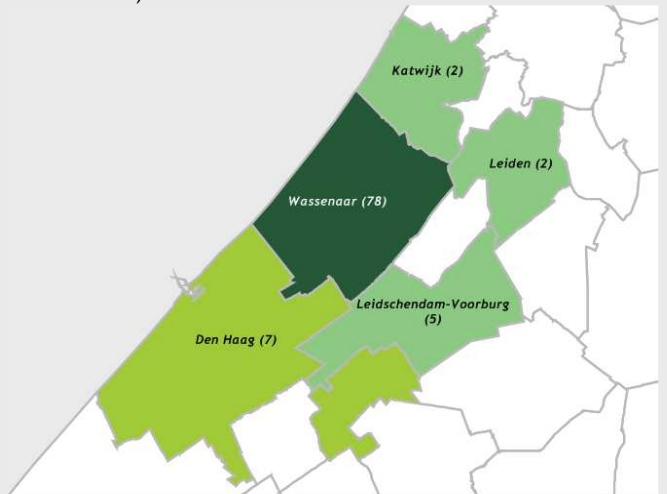 Katwijk (2)
Leiden (2)
Wassenaar (78)
Leidschendam-Voorburg
(5)
Den Haag (7)